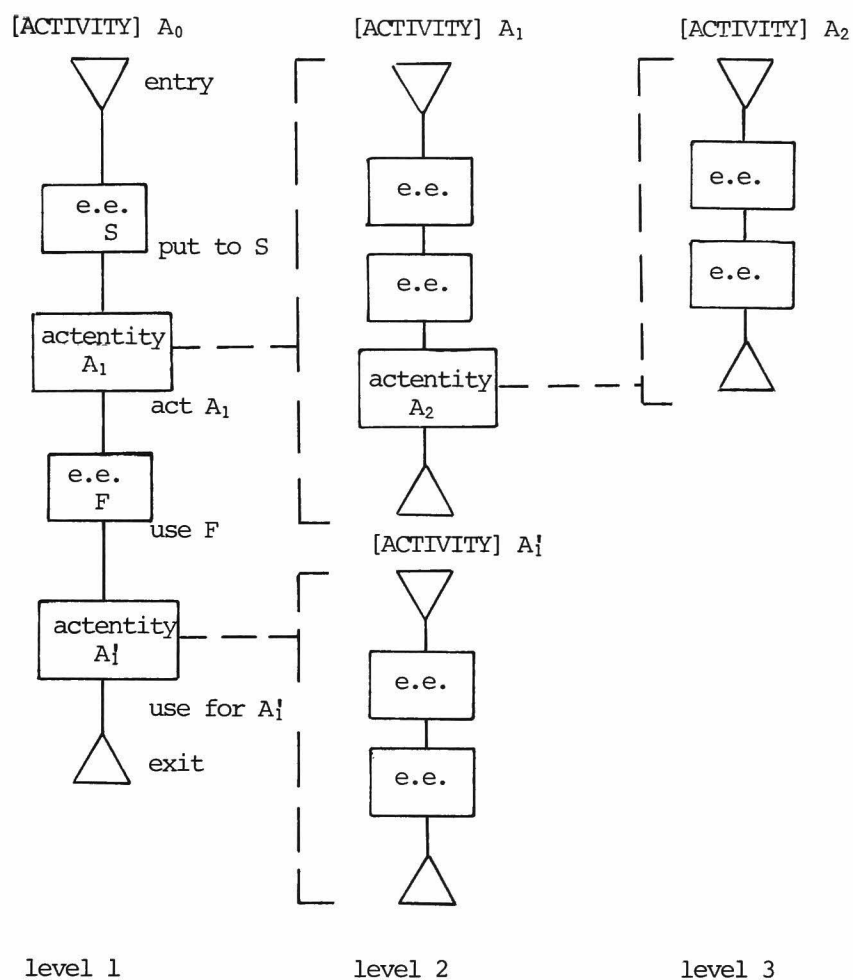 [ACTIVITY] A₀
entry
e.e.
S
put to S
actentity
A₁
act A₁
e.e.
F
use F
actentity
A₁'
use for A₁'
exit
level 1
[ACTIVITY] A₁
e.e.
e.e.
actentity
A₂
[ACTIVITY] A₁'
e.e.
e.e.
level 2
[ACTIVITY] A₂
e.e.
e.e.
level 3